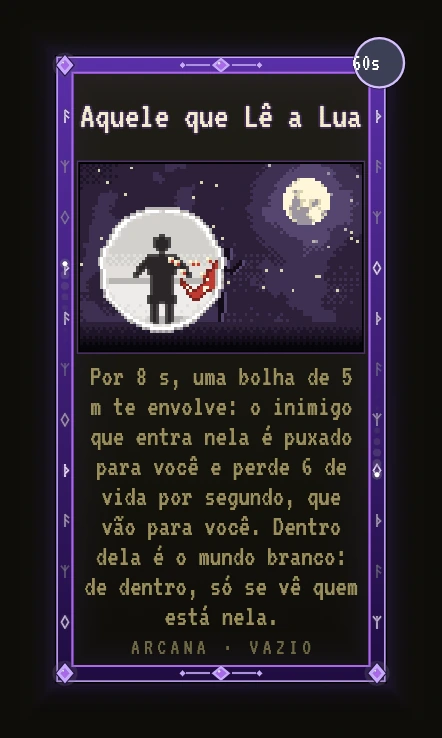 60s
Aquele que Lê a Lua
Por 8 s, uma bolha de 5
m te envolve: o inimigo
que entra nela é puxado
para você e perde 6 de
vida por segundo, que
vão para você. Dentro
dela é o mundo branco:
de dentro, só se vê quem
está nela.
ARCANA · VAZIO